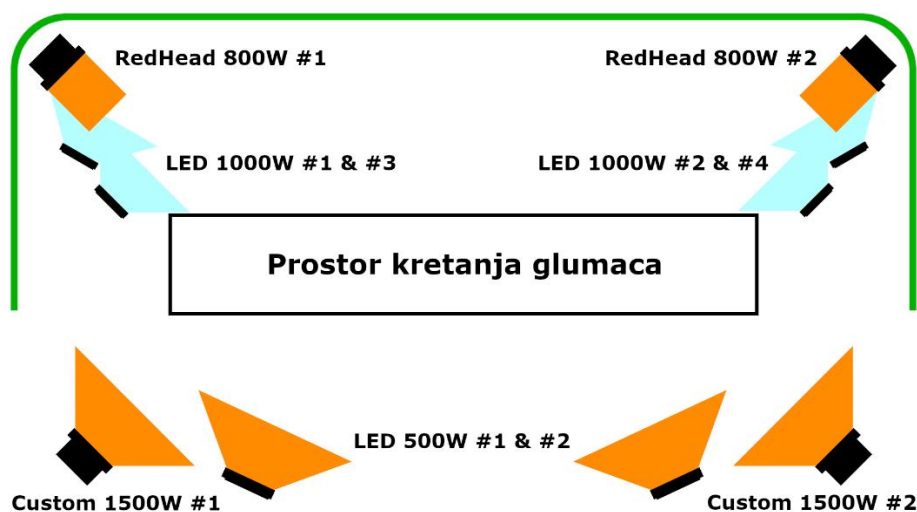 RedHead 800W #1
RedHead 800W #2
LED 1000W #1 & #3
LED 1000W #2 & #4
Prostor kretanja glumaca
LED 500W #1 & #2
Custom 1500W #1
Custom 1500W #2